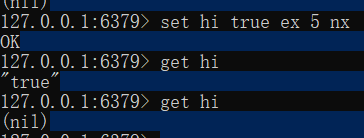 (nil)
127.0.0.1:6379> set hi true ex 5 nx
OK
127.0.0.1:6379> get hi
"true"
127.0.0.1:6379> get hi
(nil)